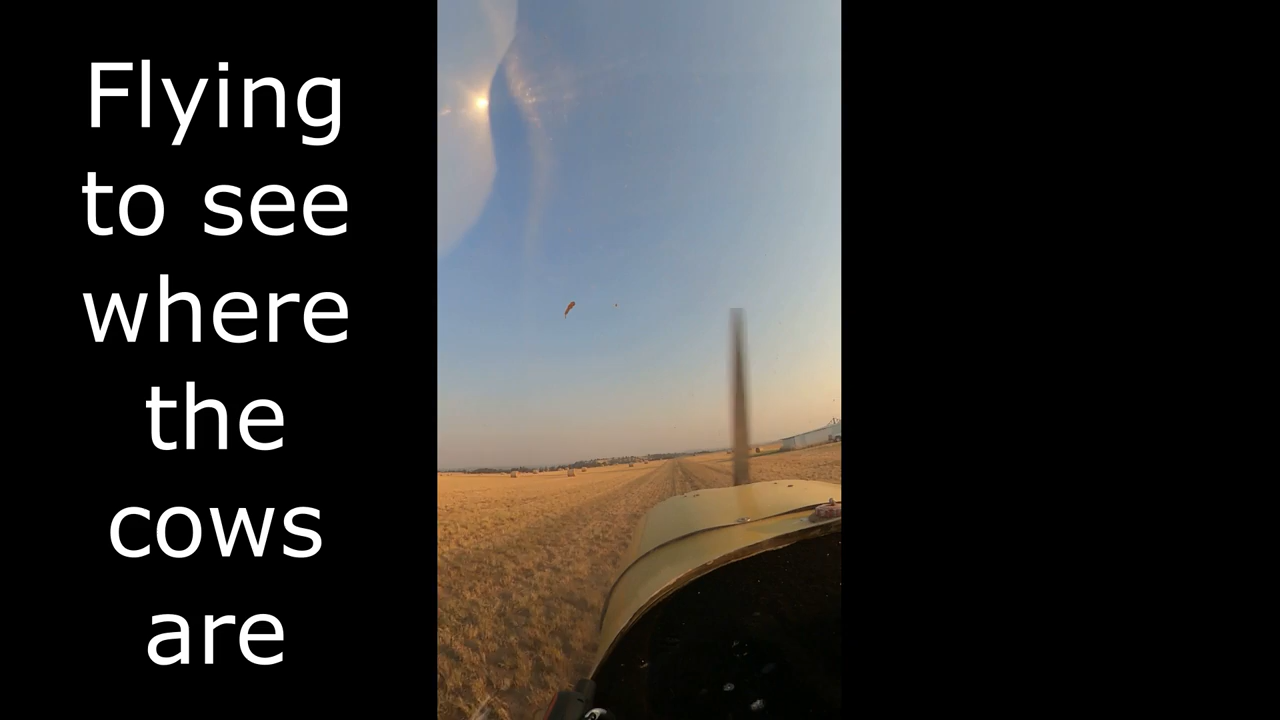 Flying
to see
where
the
cows
are